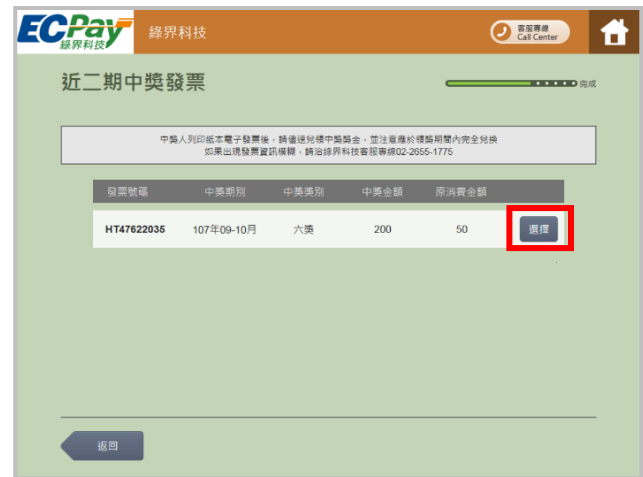 ECPay
綠界科技
綠界科技
客服專線
Call Center
近二期中獎發票
完成
中獎人列印紙本電子發票後，請儘速兌領中獎獎金，並注意應於領獎期間內完全兌換
如果出現發票資訊模糊，請洽綠界科技客服專線02-2655-1775
發票號碼 中獎期別 中獎獎別 中獎金額 原消費金額
HT47622035 107年09-10月 六獎 200 50 選擇
返回